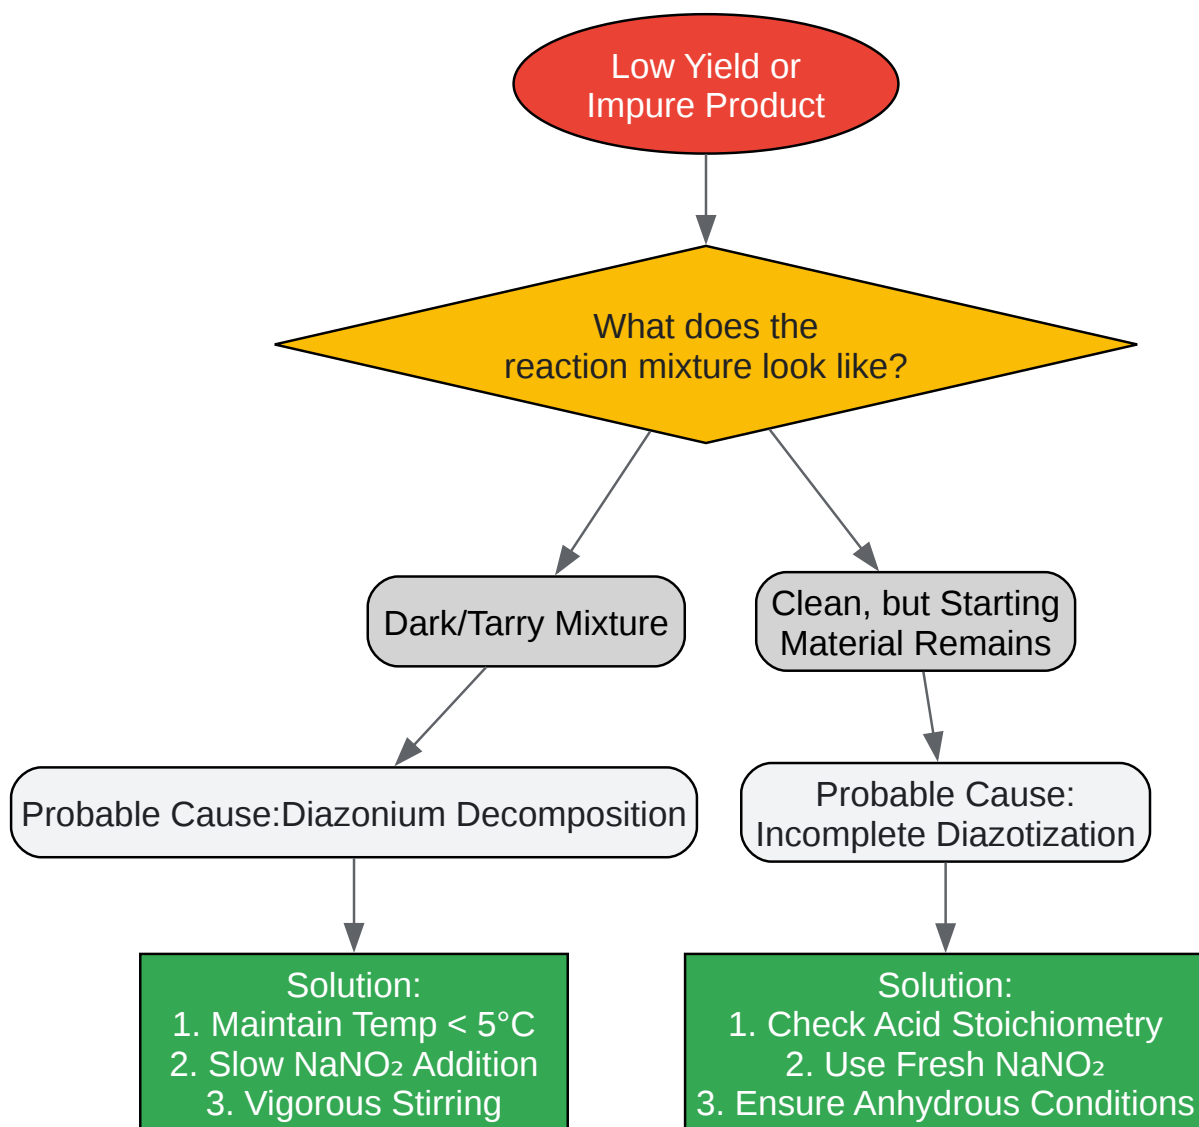 Low Yield or
Impure Product
What does the
reaction mixture look like?
Dark/Tarry Mixture
Clean, but Starting
Material Remains
Probable Cause:Diazonium Decomposition
Probable Cause:
Incomplete Diazotization
Solution:
1. Maintain Temp < 5°C
2. Slow NaNO₂ Addition
3. Vigorous Stirring
Solution:
1. Check Acid Stoichiometry
2. Use Fresh NaNO₂
3. Ensure Anhydrous Conditions